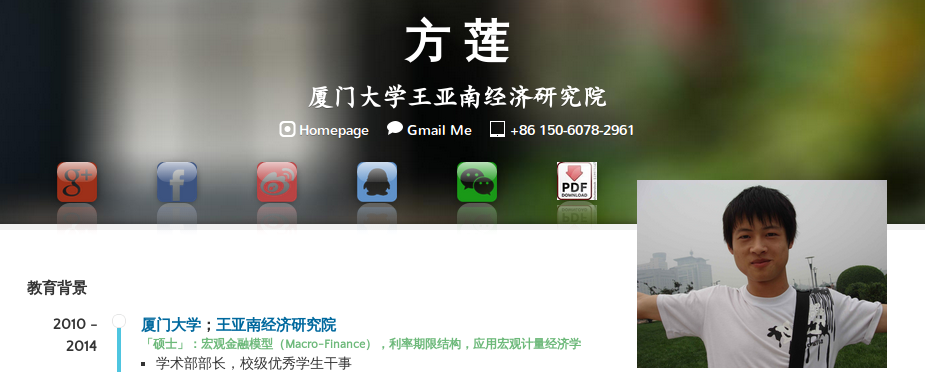 方 莲
厦门大学王亚南经济研究院
Homepage Gmail Me +86 150-6078-2961
g+ f PDF DOWNLOAD
教育背景
2010 – 2014
厦门大学；王亚南经济研究院
「硕士」：宏观金融模型（Macro-Finance），利率期限结构，应用宏观计量经济学
学术部部长，校级优秀学生干事